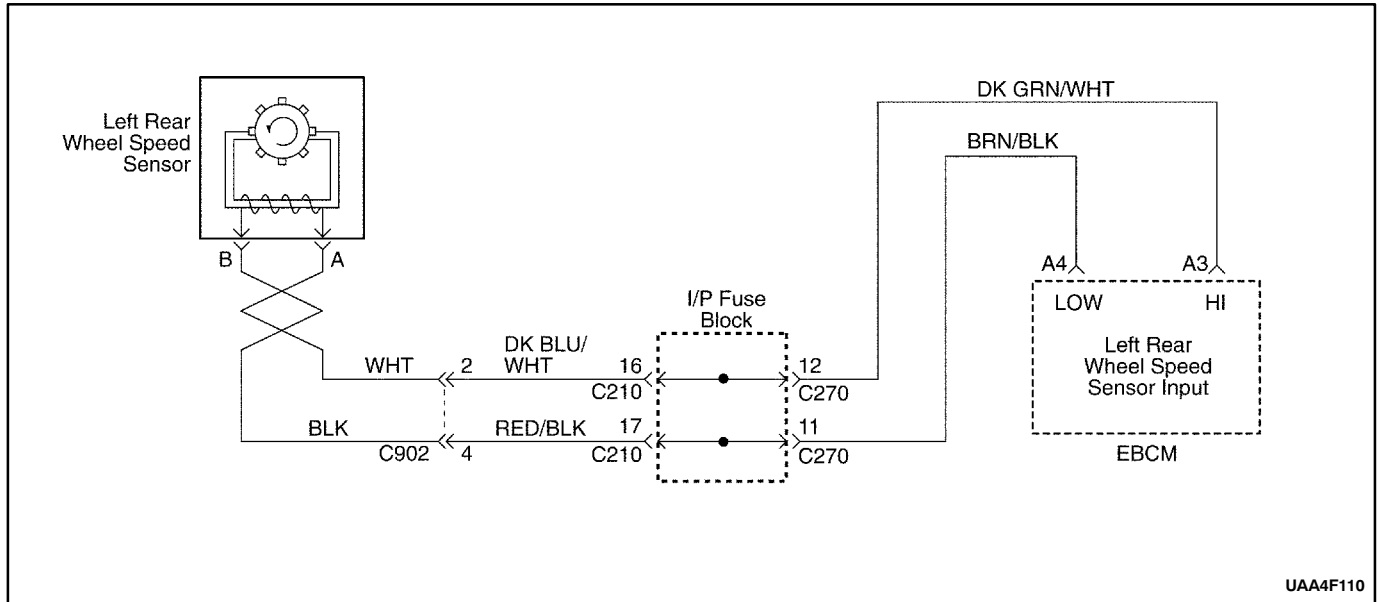 DK GRN/WHT
Left Rear
Wheel Speed
Sensor
BRN/BLK
B
A
A4
A3
I/P Fuse
Block
LOW
HI
DK BLU/
WHT
Left Rear
Wheel Speed
Sensor Input
WHT
2
16
12
C210
C270
BLK
RED/BLK
17
11
C902
4
C210
C270
EBCM
UAA4F110